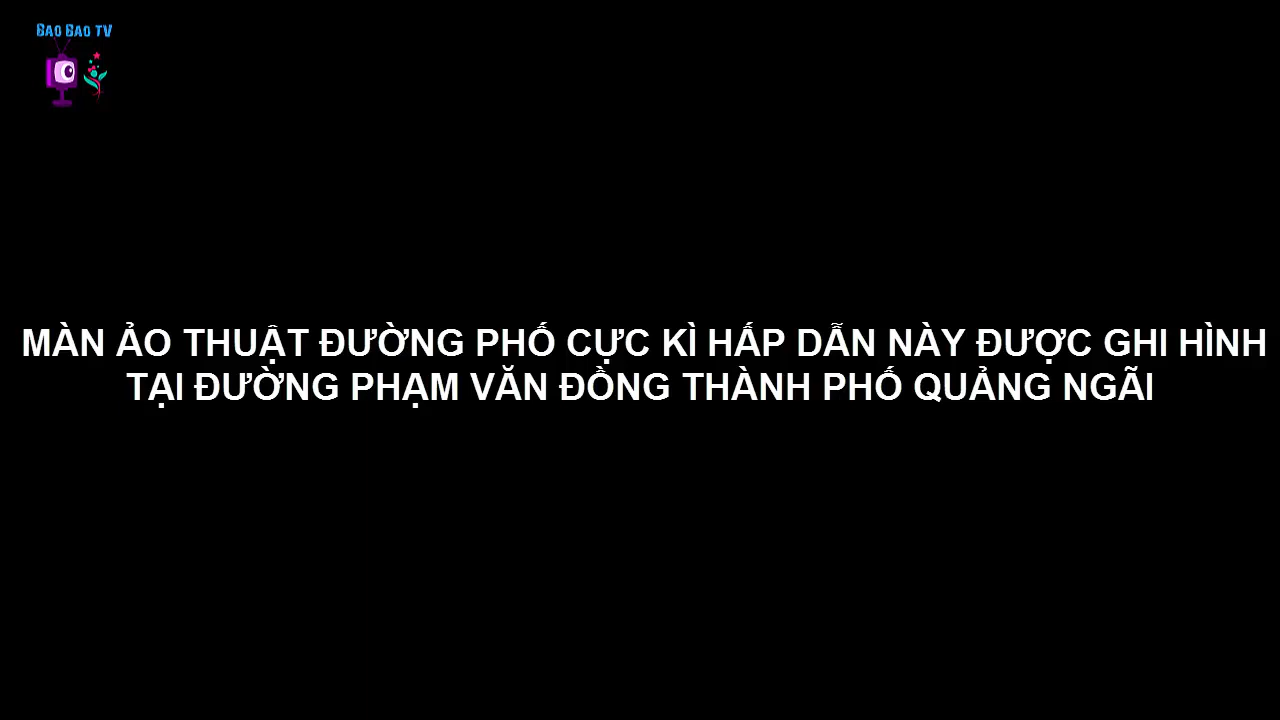 BAO BAO TV
MÀN ẢO THUẬT ĐƯỜNG PHỐ CỰC KÌ HẤP DẪN NÀY ĐƯỢC GHI HÌNH
TẠI ĐƯỜNG PHẠM VĂN ĐỒNG THÀNH PHỐ QUẢNG NGÃI